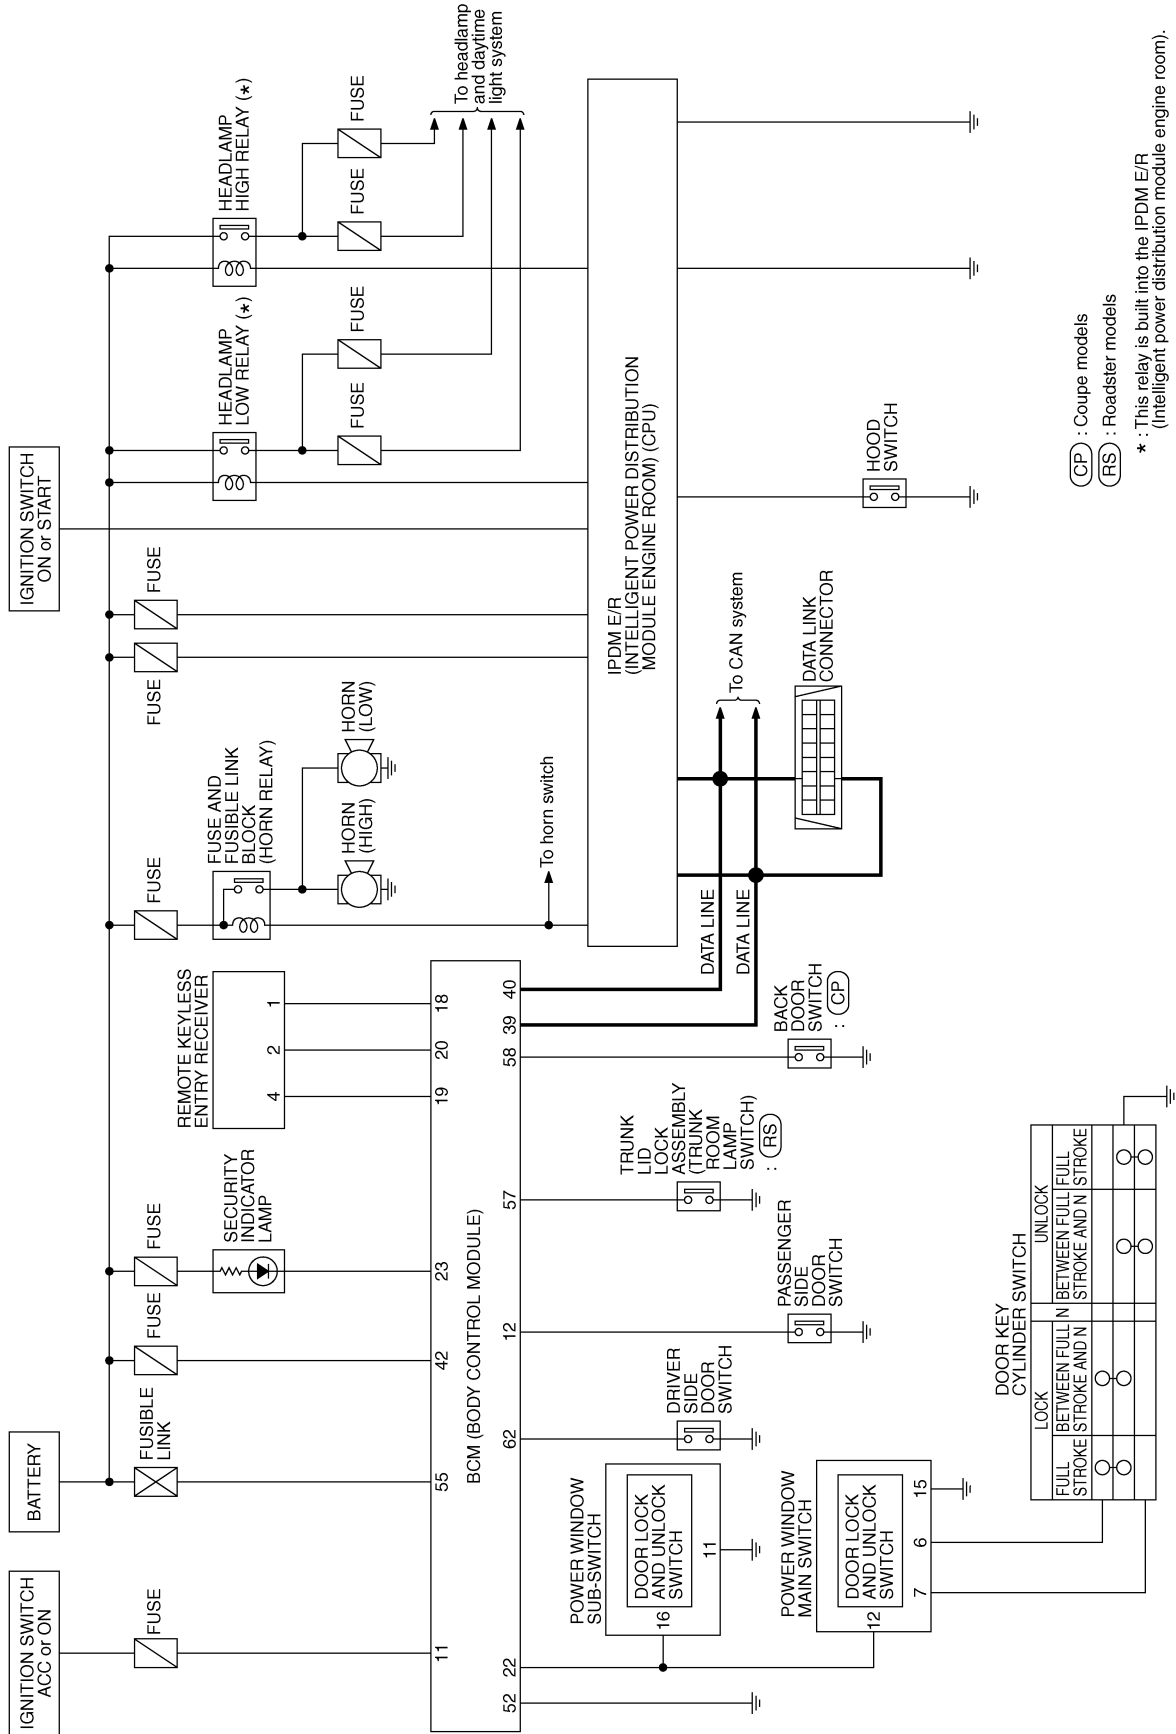 IGNITION SWITCH
ACC or ON
BATTERY
IGNITION SWITCH
ON or START
FUSE
FUSIBLE
LINK
FUSE
FUSE
FUSE
FUSE
FUSE
SECURITY
INDICATOR
LAMP
REMOTE KEYLESS
ENTRY RECEIVER
4
2
1
FUSE AND
FUSIBLE LINK
BLOCK
(HORN RELAY)
HORN
(HIGH)
HORN
(LOW)
To horn switch
HEADLAMP
LOW RELAY (*)
HEADLAMP
HIGH RELAY (*)
FUSE
FUSE
FUSE
FUSE
To headlamp
and daytime
light system
11
55
42
23
19
20
18
BCM (BODY CONTROL MODULE)
52
22
62
12
57
58
39
40
IPDM E/R
(INTELLIGENT POWER DISTRIBUTION
MODULE ENGINE ROOM) (CPU)
DATA LINE
DATA LINE
To CAN system
DATA LINK
CONNECTOR
HOOD
SWITCH
POWER WINDOW
SUB-SWITCH
16
DOOR LOCK
AND UNLOCK
SWITCH
11
DRIVER
SIDE
DOOR
SWITCH
PASSENGER
SIDE
DOOR
SWITCH
TRUNK
LID
LOCK
ASSEMBLY
(TRUNK
ROOM
LAMP
SWITCH)
: RS
BACK
DOOR
SWITCH
: CP
POWER WINDOW
MAIN SWITCH
12
DOOR LOCK
AND UNLOCK
SWITCH
7
6
15
DOOR KEY
CYLINDER SWITCH
LOCK
N
UNLOCK
FULL
STROKE
BETWEEN FULL
STROKE AND N
BETWEEN FULL
STROKE AND N
FULL
STROKE
CP : Coupe models
RS : Roadster models
* : This relay is built into the IPDM E/R
(Intelligent power distribution module engine room).